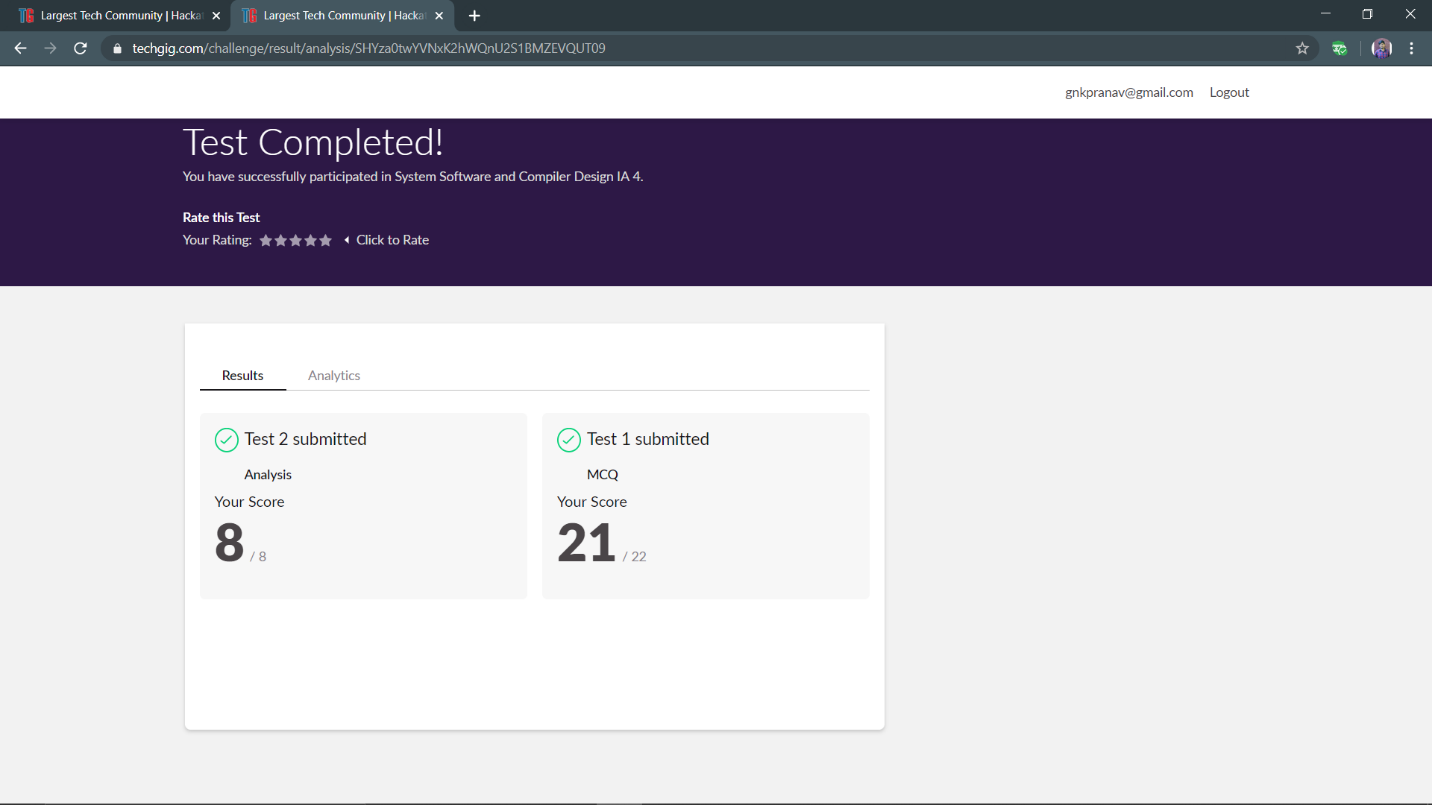 Largest Tech Community | Hacka
Largest Tech Community | Hacka
techgig.com/challenge/result/analysis/SHYza0twYVNxK2hWQnU2S1BMZEVQUT09
gnkpranav@gmail.com Logout
Test Completed!
You have successfully participated in System Software and Compiler Design IA 4.
Rate this Test
Your Rating: Click to Rate
Results Analytics
Test 2 submitted
Analysis
Your Score
8 / 8
Test 1 submitted
MCQ
Your Score
21 / 22